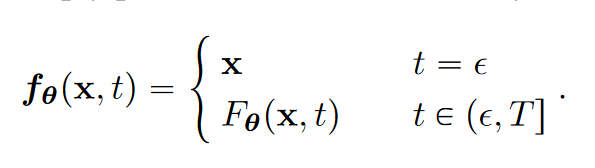 f_θ(x, t) = { x t = ϵ
F_θ(x, t) t ∈ (ϵ, T] .